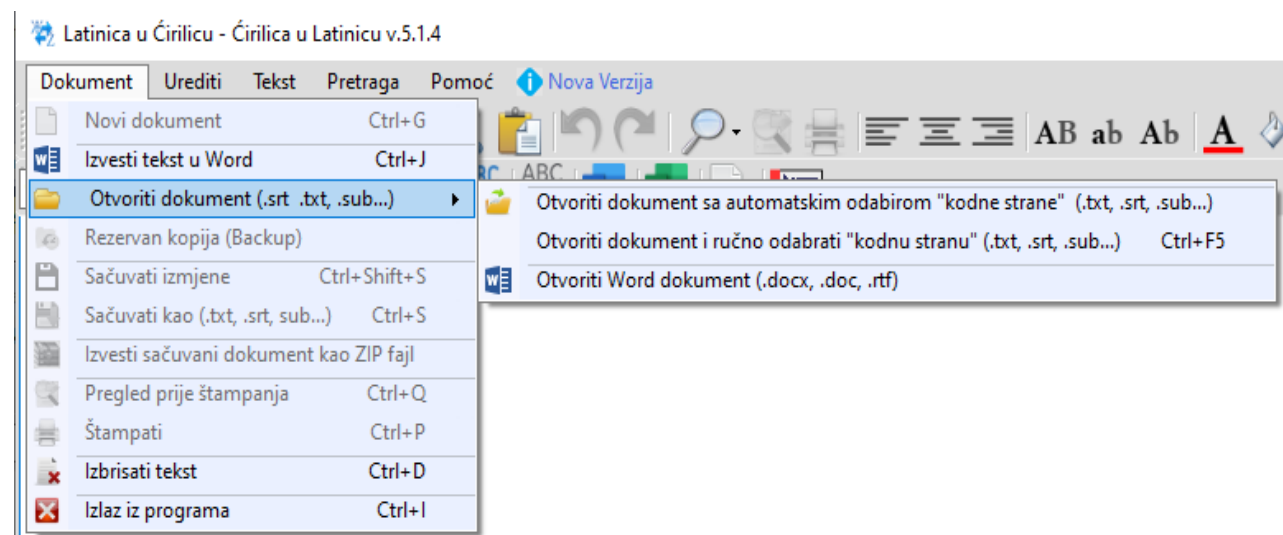 Latinica u Ćirilicu - Ćirilica u Latinicu v.5.1.4
Dokument Urediti Tekst Pretraga Pomoć Nova Verzija
AB ab Ab A
Novi dokument Ctrl+G
Izvesti tekst u Word Ctrl+J
ABC
Otvoriti dokument (.srt .txt, .sub...)
Otvoriti dokument sa automatskim odabirom "kodne strane" (.txt, .srt, .sub...)
Rezervan kopija (Backup)
Otvoriti dokument i ručno odabrati "kodnu stranu" (.txt, .srt, .sub...) Ctrl+F5
Sačuvati izmjene Ctrl+Shift+S
Otvoriti Word dokument (.docx, .doc, .rtf)
Sačuvati kao (.txt, .srt, sub...) Ctrl+S
Izvesti sačuvani dokument kao ZIP fajl
Pregled prije štampanja Ctrl+Q
Štampati Ctrl+P
Izbrisati tekst Ctrl+D
Izlaz iz programa Ctrl+I